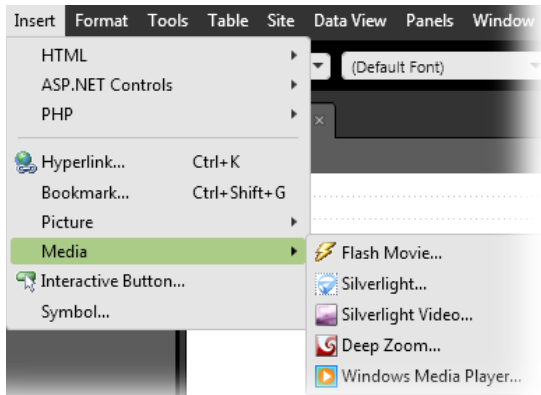 Insert Format Tools Table Site Data View Panels Window
HTML
(Default Font)
ASP.NET Controls
PHP
Hyperlink... Ctrl+K
Bookmark... Ctrl+Shift+G
Picture
Media
Flash Movie...
Interactive Button...
Silverlight...
Symbol...
Silverlight Video...
Deep Zoom...
Windows Media Player...